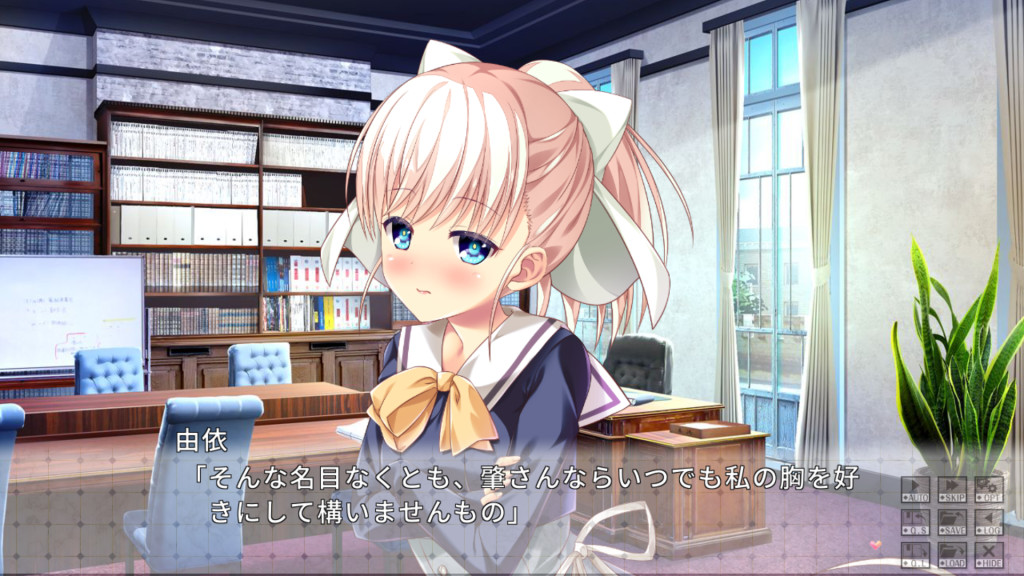 由依
「そんな名目なくとも、肇さんならいつでも私の胸を好
きにして構いませんもの」
AUTO
SKIP
OPT
Q.S
SAVE
LOG
Q.L
LOAD
HIDE